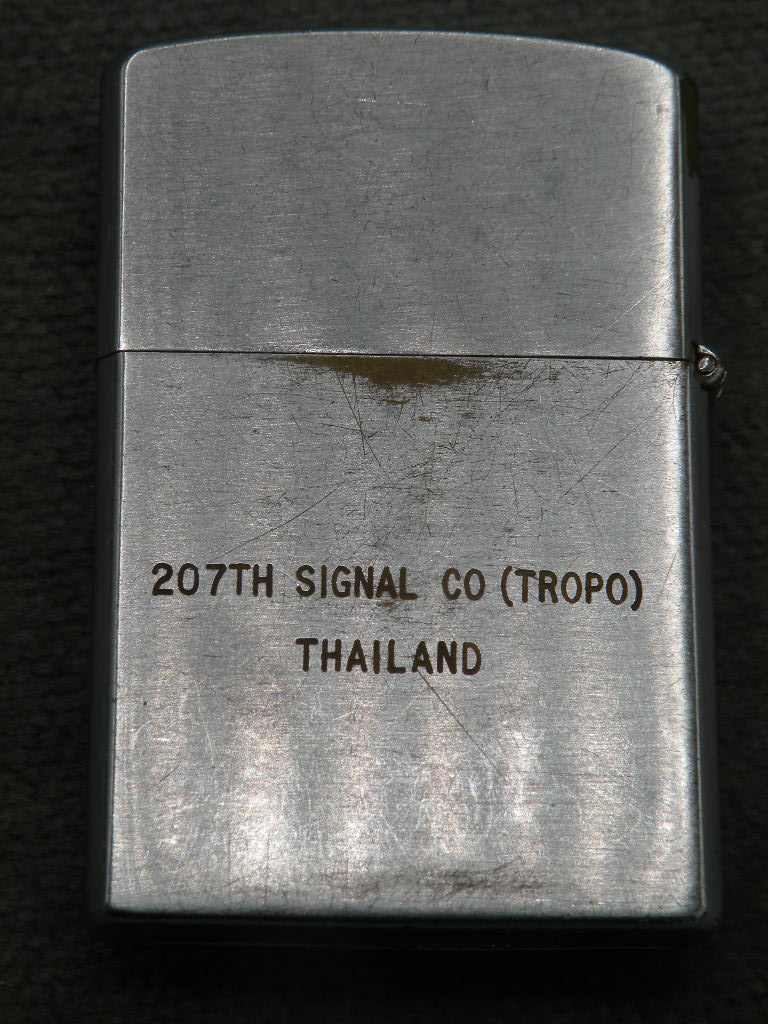 207TH SIGNAL CO (TROPO)
THAILAND